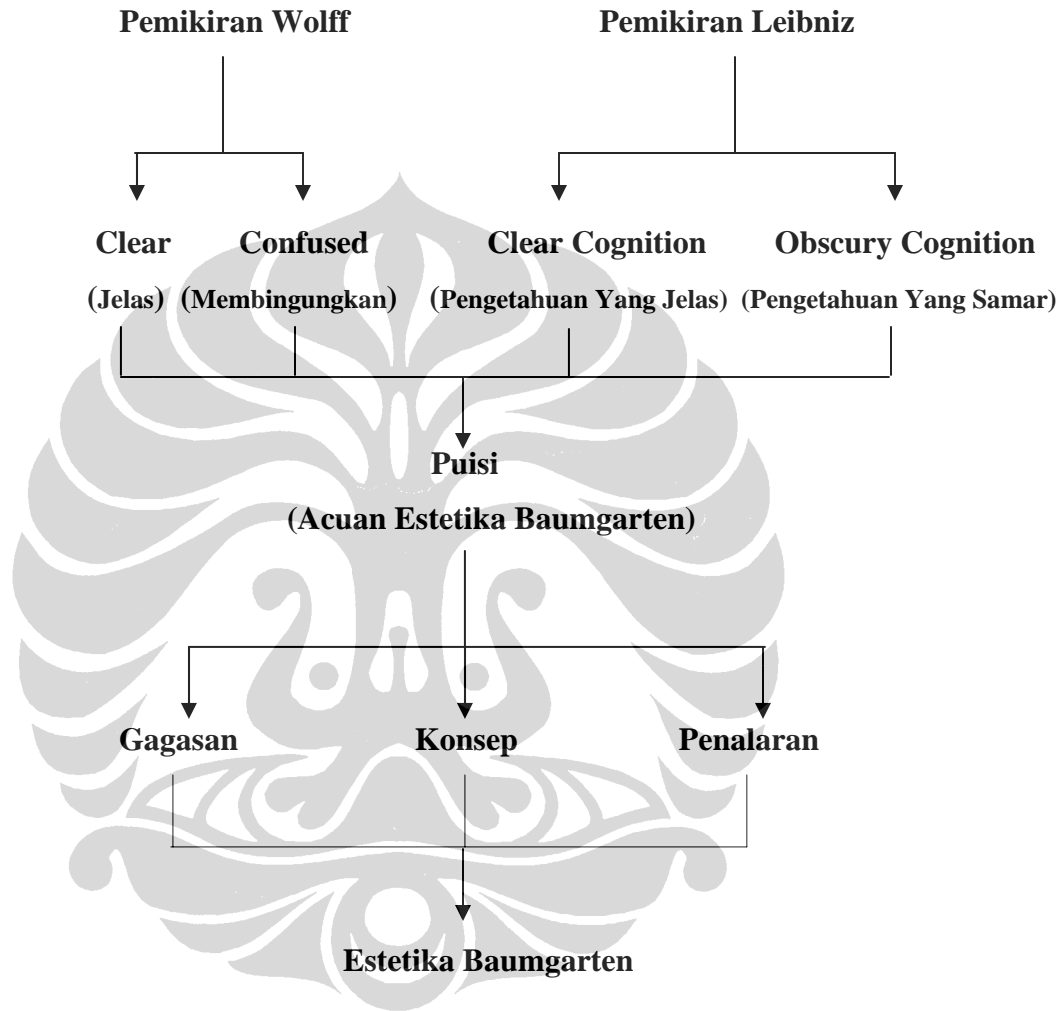 Pemikiran Wolff
Pemikiran Leibniz
Clear
Confused
Clear Cognition
Obscury Cognition
(Jelas)
(Membingungkan)
(Pengetahuan Yang Jelas)
(Pengetahuan Yang Samar)
Puisi
(Acuan Estetika Baumgarten)
Gagasan
Konsep
Penalaran
Estetika Baumgarten